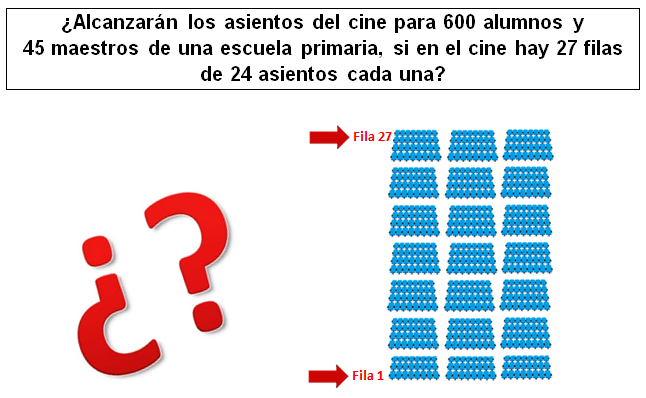 ¿Alcanzarán los asientos del cine para 600 alumnos y
45 maestros de una escuela primaria, si en el cine hay 27 filas
de 24 asientos cada una?
Fila 27
¿?
Fila 1